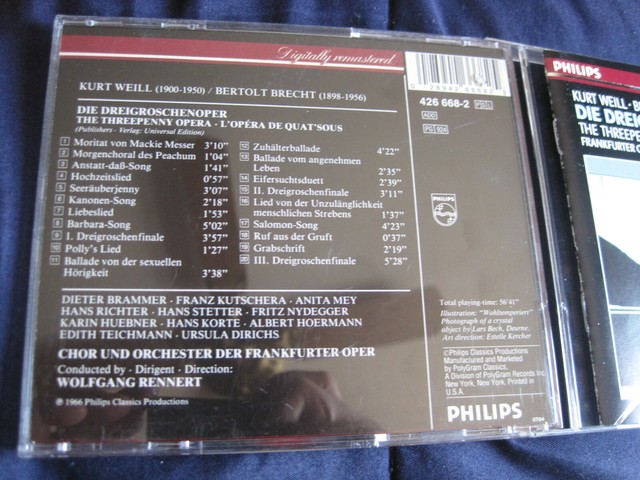 Digitally remastered
KURT WEILL (1900-1950) / BERTOLT BRECHT (1898-1956)
DIE DREIGROSCHENOPER
THE THREEPENNY OPERA · L'OPÉRA DE QUAT'SOUS
(Publishers - Verlag: Universal Edition)
1 Moritat von Mackie Messer 3'10"
2 Morgenchoral des Peachum 1'04"
3 Anstatt-daß-Song 1'41"
4 Hochzeitslied 0'57"
5 Seeräuberjenny 3'07"
6 Kanonen-Song 2'18"
7 Liebeslied 1'53"
8 Barbara-Song 5'02"
9 I. Dreigroschenfinale 3'57"
10 Polly's Lied 1'27"
11 Ballade von der sexuellen
Hörigkeit 3'38"
12 Zuhälterballade 4'22"
13 Ballade vom angenehmen
Leben 2'35"
14 Eifersuchtsduett 2'39"
15 II. Dreigroschenfinale 3'11"
16 Lied von der Unzulänglichkeit
menschlichen Strebens 1'37"
17 Salomon-Song 4'23"
18 Ruf aus der Gruft 0'37"
19 Grabschrift 2'19"
20 III. Dreigroschenfinale 5'28"
DIETER BRAMMER · FRANZ KUTSCHERA · ANITA MEY
HANS RICHTER · HANS STETTER · FRITZ NYDEGGER
KARIN HUEBNER · HANS KORTE · ALBERT HOERMANN
EDITH TEICHMANN · URSULA DIRICHS
CHOR UND ORCHESTER DER FRANKFURTER OPER
Conducted by · Dirigent · Direction:
WOLFGANG RENNERT
℗ 1966 Philips Classics Productions
426 668-2
ADD
PG 924
PHILIPS
Total playing-time: 56'41"
Illustration: "Wohltemperiert"
Photograph of a crystal
object by Lars Bech, Deurne.
Art direction: Estelle Kercher
©Philips Classics Productions
Manufactured and Marketed
by PolyGram Classics,
A Division of PolyGram Records Inc.
New York, New York. Printed in
U.S.A.
PHILIPS
PHILIPS
KURT WEILL · B
DIE DREIG
THE THREEPE
FRANKFURTER O